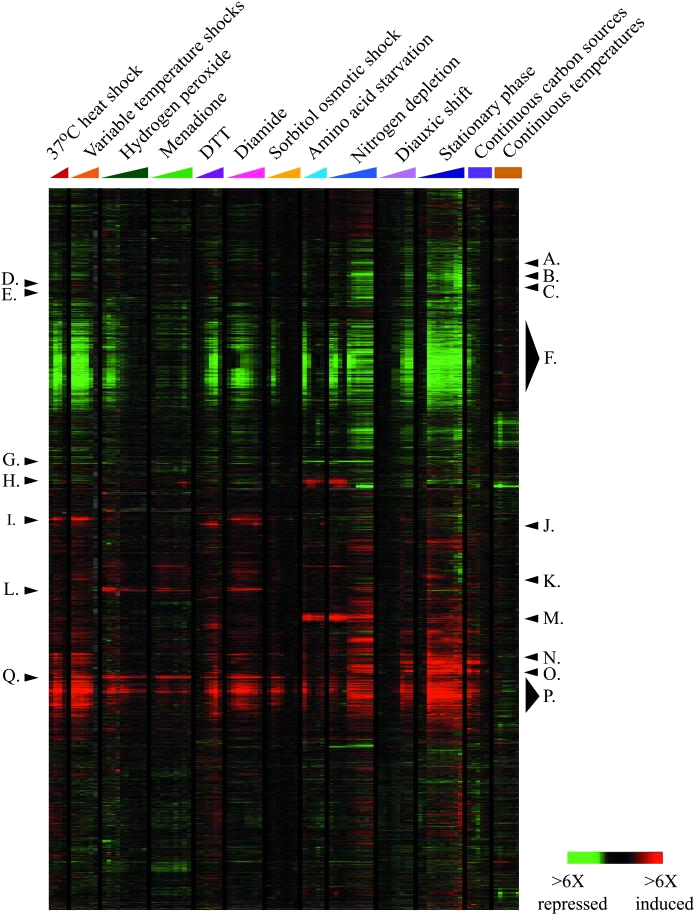 37°C heat shock
Variable temperature shocks
Hydrogen peroxide
Menadione
DTT
Diamide
Sorbitol osmotic shock
Amino acid starvation
Nitrogen depletion
Diauxic shift
Stationary phase
Continuous carbon sources
Continuous temperatures
A.
B.
C.
D.
E.
F.
G.
H.
I.
J.
K.
L.
M.
N.
O.
Q.
P.
>6X >6X
repressed induced